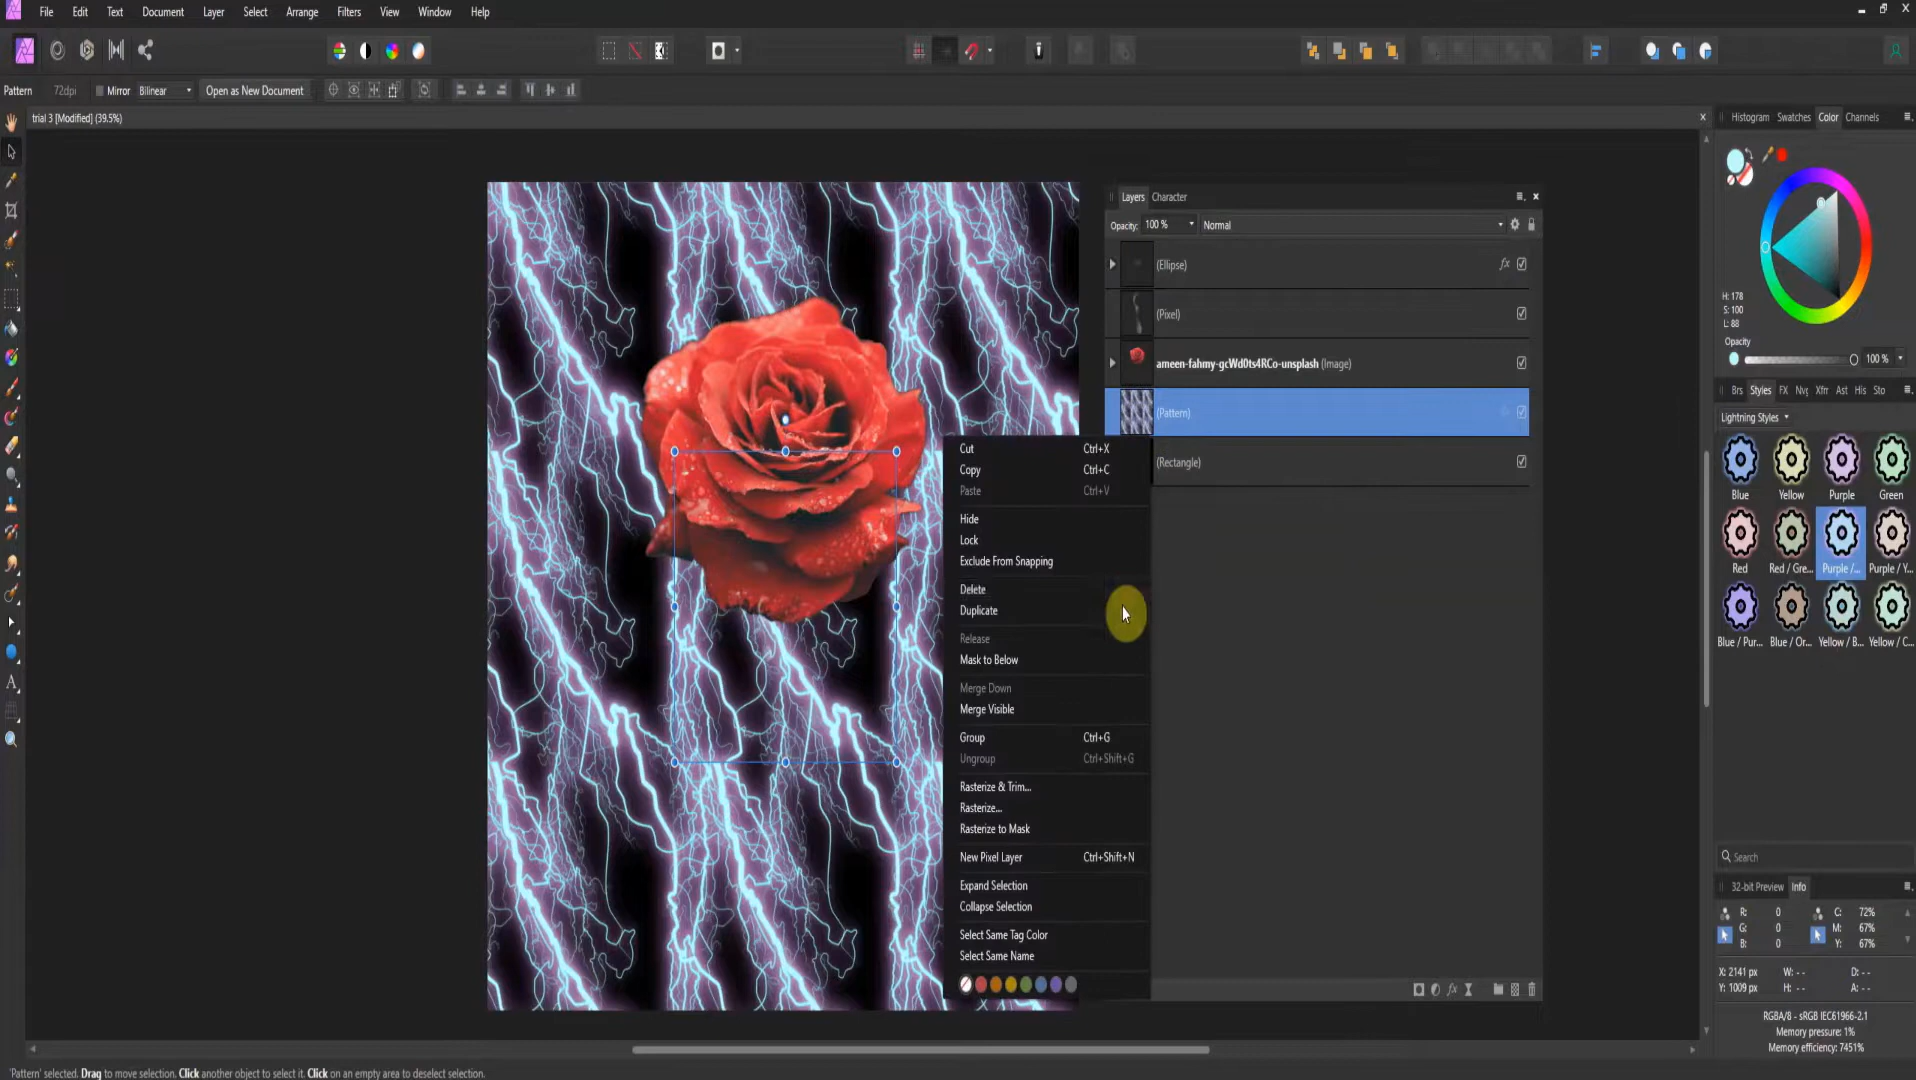 File Edit Text Document Layer Select Arrange Filters View Window Help
Pattern 72dpi Mirror Bilinear Open as New Document
trial 3 [Modified] (39.5%)
Histogram Swatches Color Channels
Layers Character
Opacity: 100 % Normal
(Ellipse)
(Pixel)
ameen-fahmy-gcWd0ts4RCo-unsplash (Image)
(Pattern)
(Rectangle)
Cut Ctrl+X
Copy Ctrl+C
Paste Ctrl+V
Hide
Lock
Exclude From Snapping
Delete
Duplicate
Release
Mask to Below
Merge Down
Merge Visible
Group Ctrl+G
Ungroup Ctrl+Shift+G
Rasterize & Trim...
Rasterize...
Rasterize to Mask
New Pixel Layer Ctrl+Shift+N
Expand Selection
Collapse Selection
Select Same Tag Color
Select Same Name
H: 178
S: 100
L: 88
Opacity
100 %
Brs Styles FX Nvg Xfrr Ast His Sto
Lightning Styles
Blue Yellow Purple Green
Red Red / Gre... Purple /... Purple / Y...
Blue / Pur... Blue / Or... Yellow / B... Yellow / C...
Search
32-bit Preview Info
R: 0 C: 72%
G: 0 M: 67%
B: 0 Y: 67%
X: 2141 px W: - - D: - -
Y: 1009 px H: - - A: - -
RGBA/8 - sRGB IEC61966-2.1
Memory pressure: 1%
Memory efficiency: 7451%
'Pattern' selected. Drag to move selection. Click another object to select it. Click on an empty area to deselect selection.